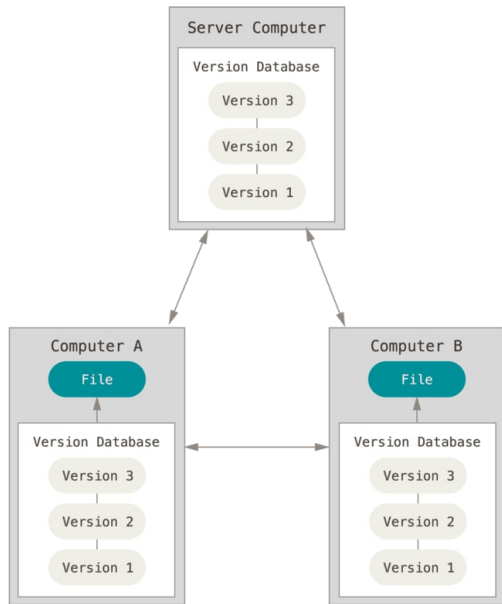 Server Computer
Version Database
Version 3
Version 2
Version 1
Computer A
File
Version Database
Version 3
Version 2
Version 1
Computer B
File
Version Database
Version 3
Version 2
Version 1